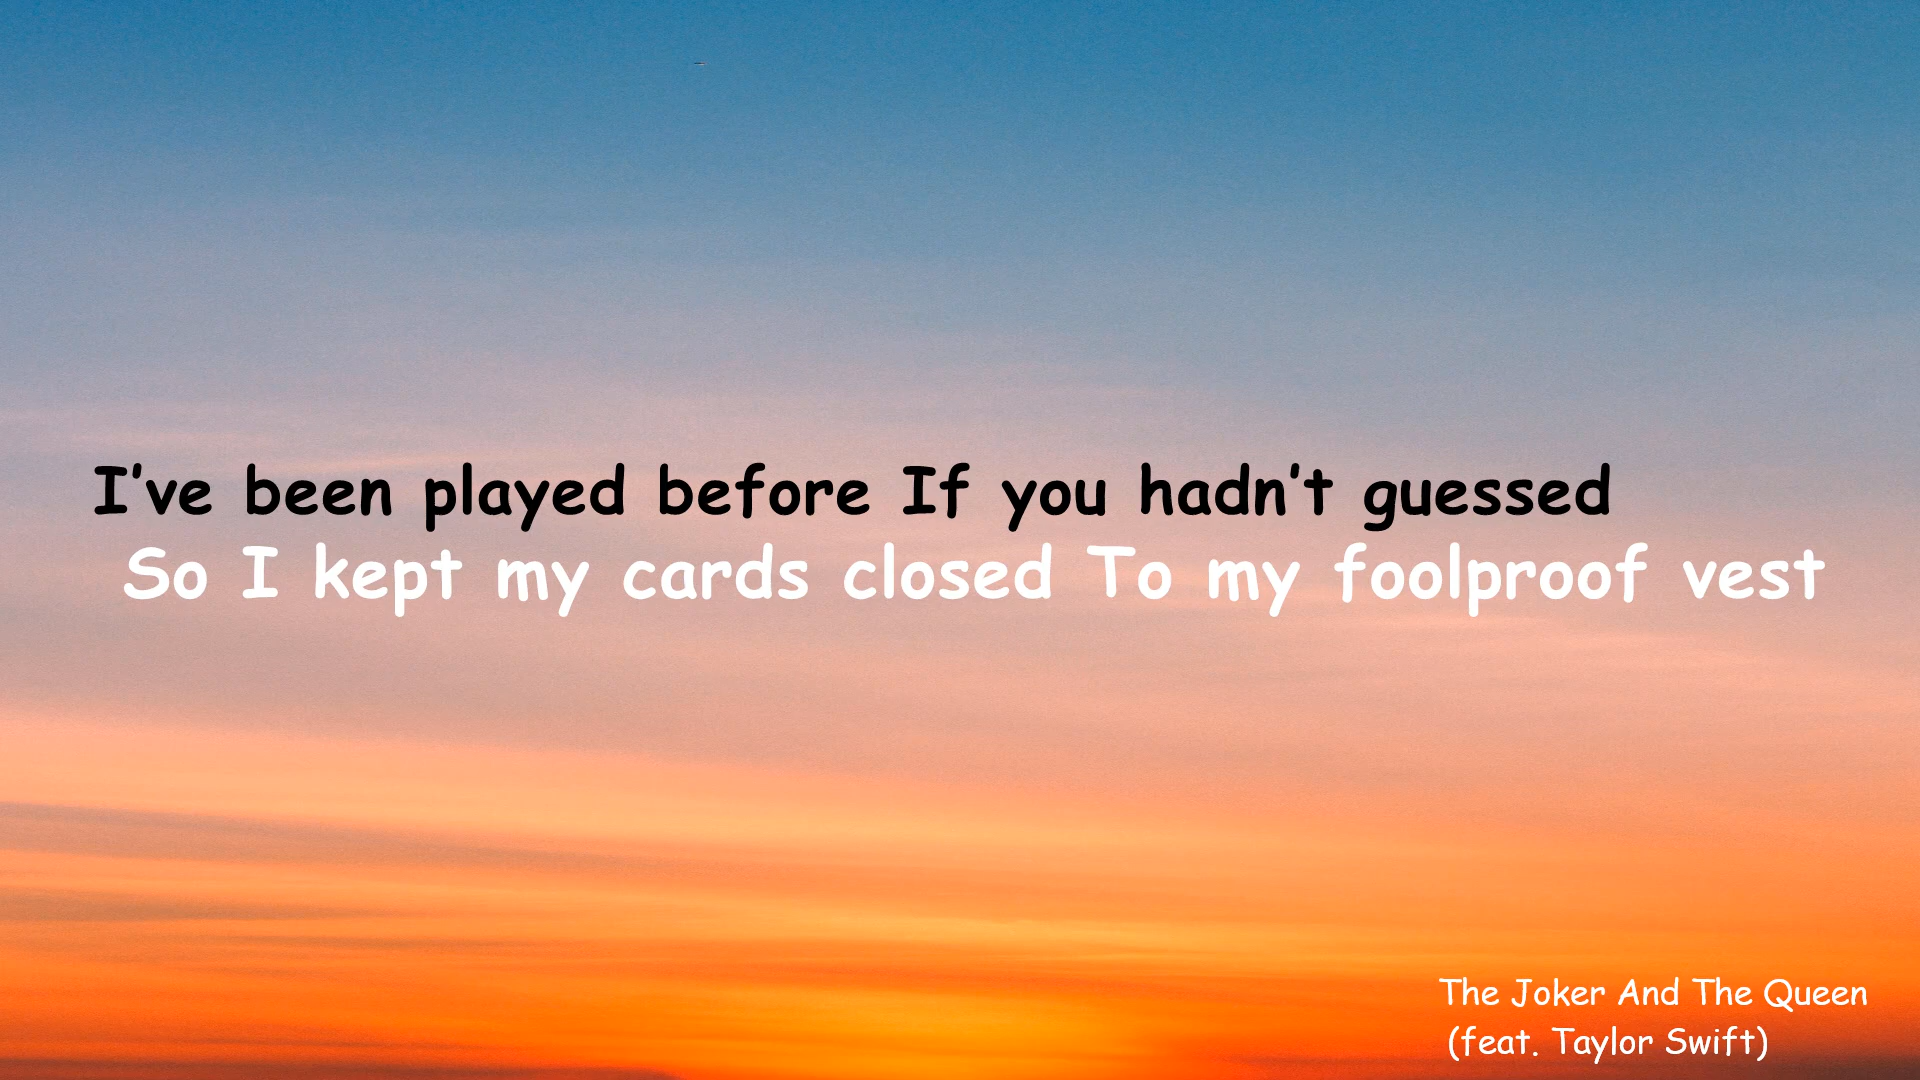 I've been played before If you hadn't guessed
So I kept my cards closed To my foolproof vest
The Joker And The Queen
(feat. Taylor Swift)